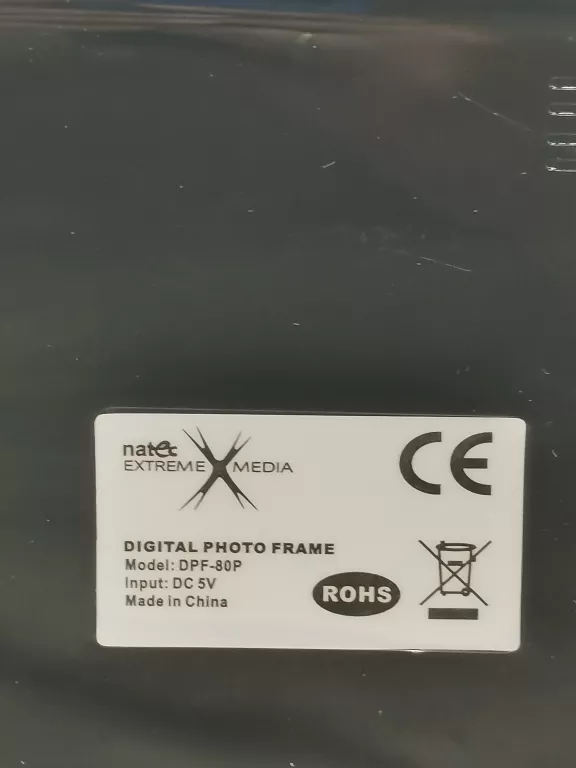 natec
EXTREME X MEDIA
CE
DIGITAL PHOTO FRAME
Model: DPF-80P
Input: DC 5V
Made in China
ROHS